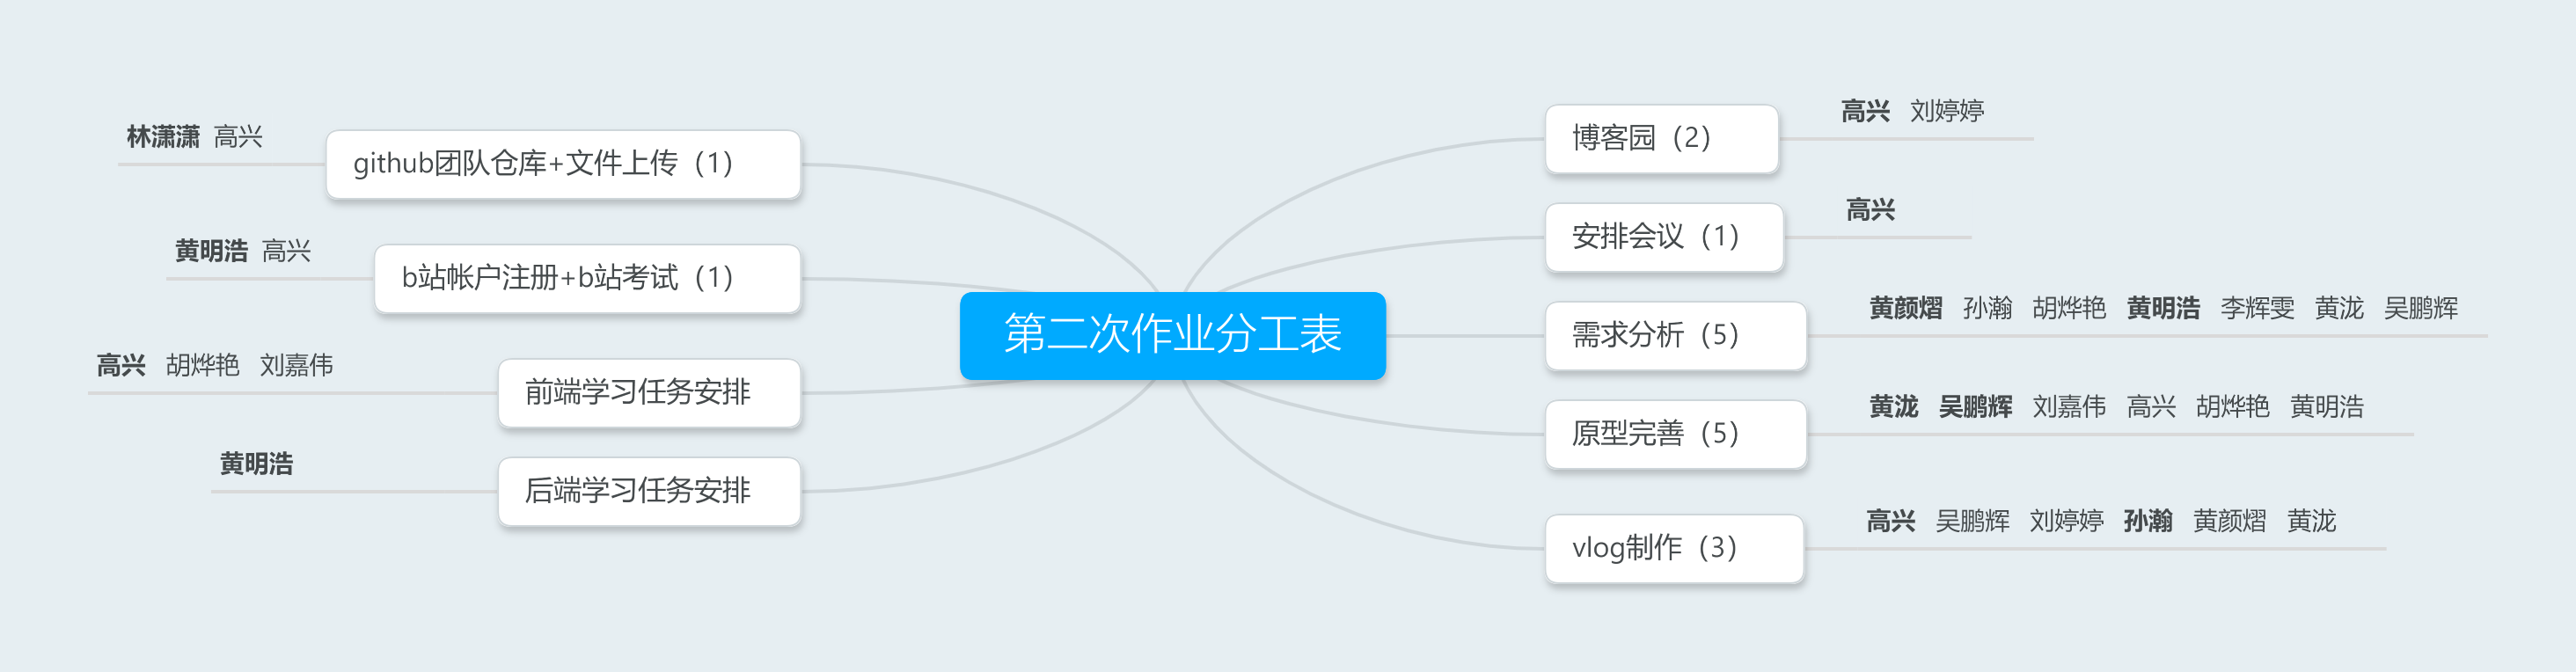 第二次作业分工表
博客园（2）
高兴 刘婷婷
安排会议（1）
高兴
需求分析（5）
黄颜熠 孙瀚 胡烨艳 黄明浩 李辉雯 黄泷 吴鹏辉
原型完善（5）
黄泷 吴鹏辉 刘嘉伟 高兴 胡烨艳 黄明浩
vlog制作（3）
高兴 吴鹏辉 刘婷婷 孙瀚 黄颜熠 黄泷
github团队仓库+文件上传（1）
林潇潇 高兴
b站帐户注册+b站考试（1）
黄明浩 高兴
前端学习任务安排
高兴 胡烨艳 刘嘉伟
后端学习任务安排
黄明浩